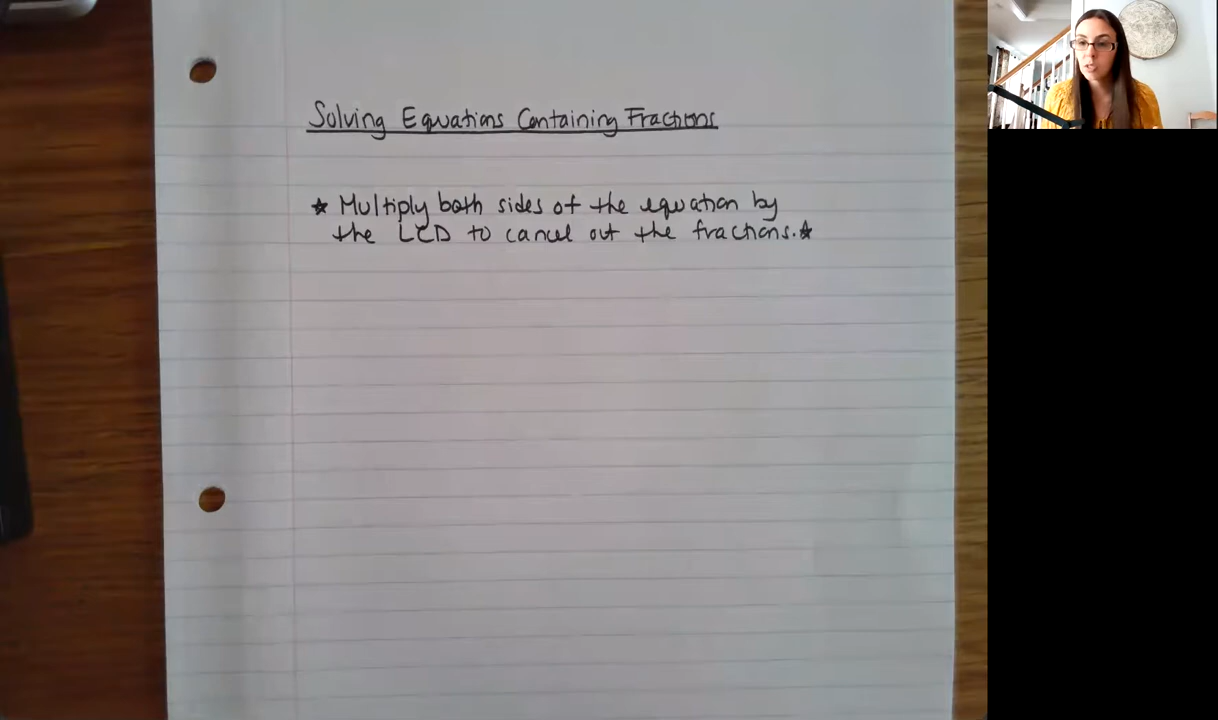 Solving Equations Containing Fractions
★ Multiply both sides of the equation by
the LCD to cancel out the fractions.★